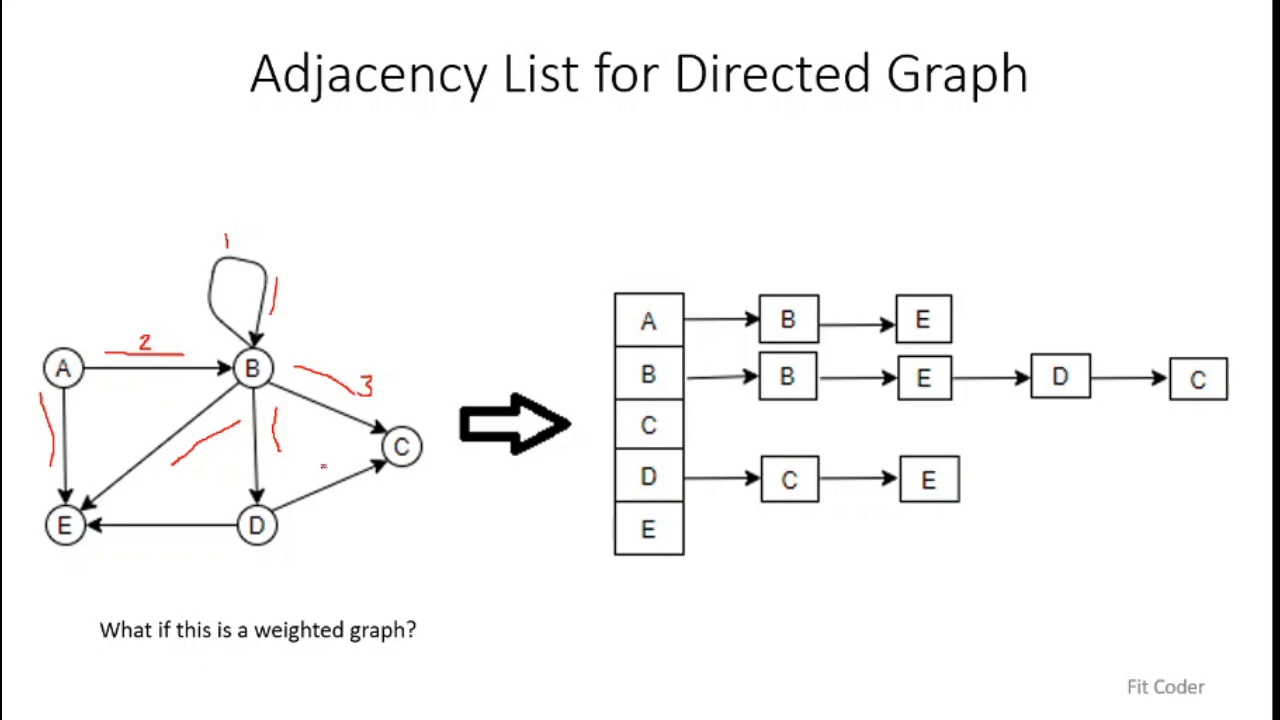 Adjacency List for Directed Graph
1
2
A
B
3
C
E
D
A B E
B B E D C
C
D C E
E
What if this is a weighted graph?
Fit Coder